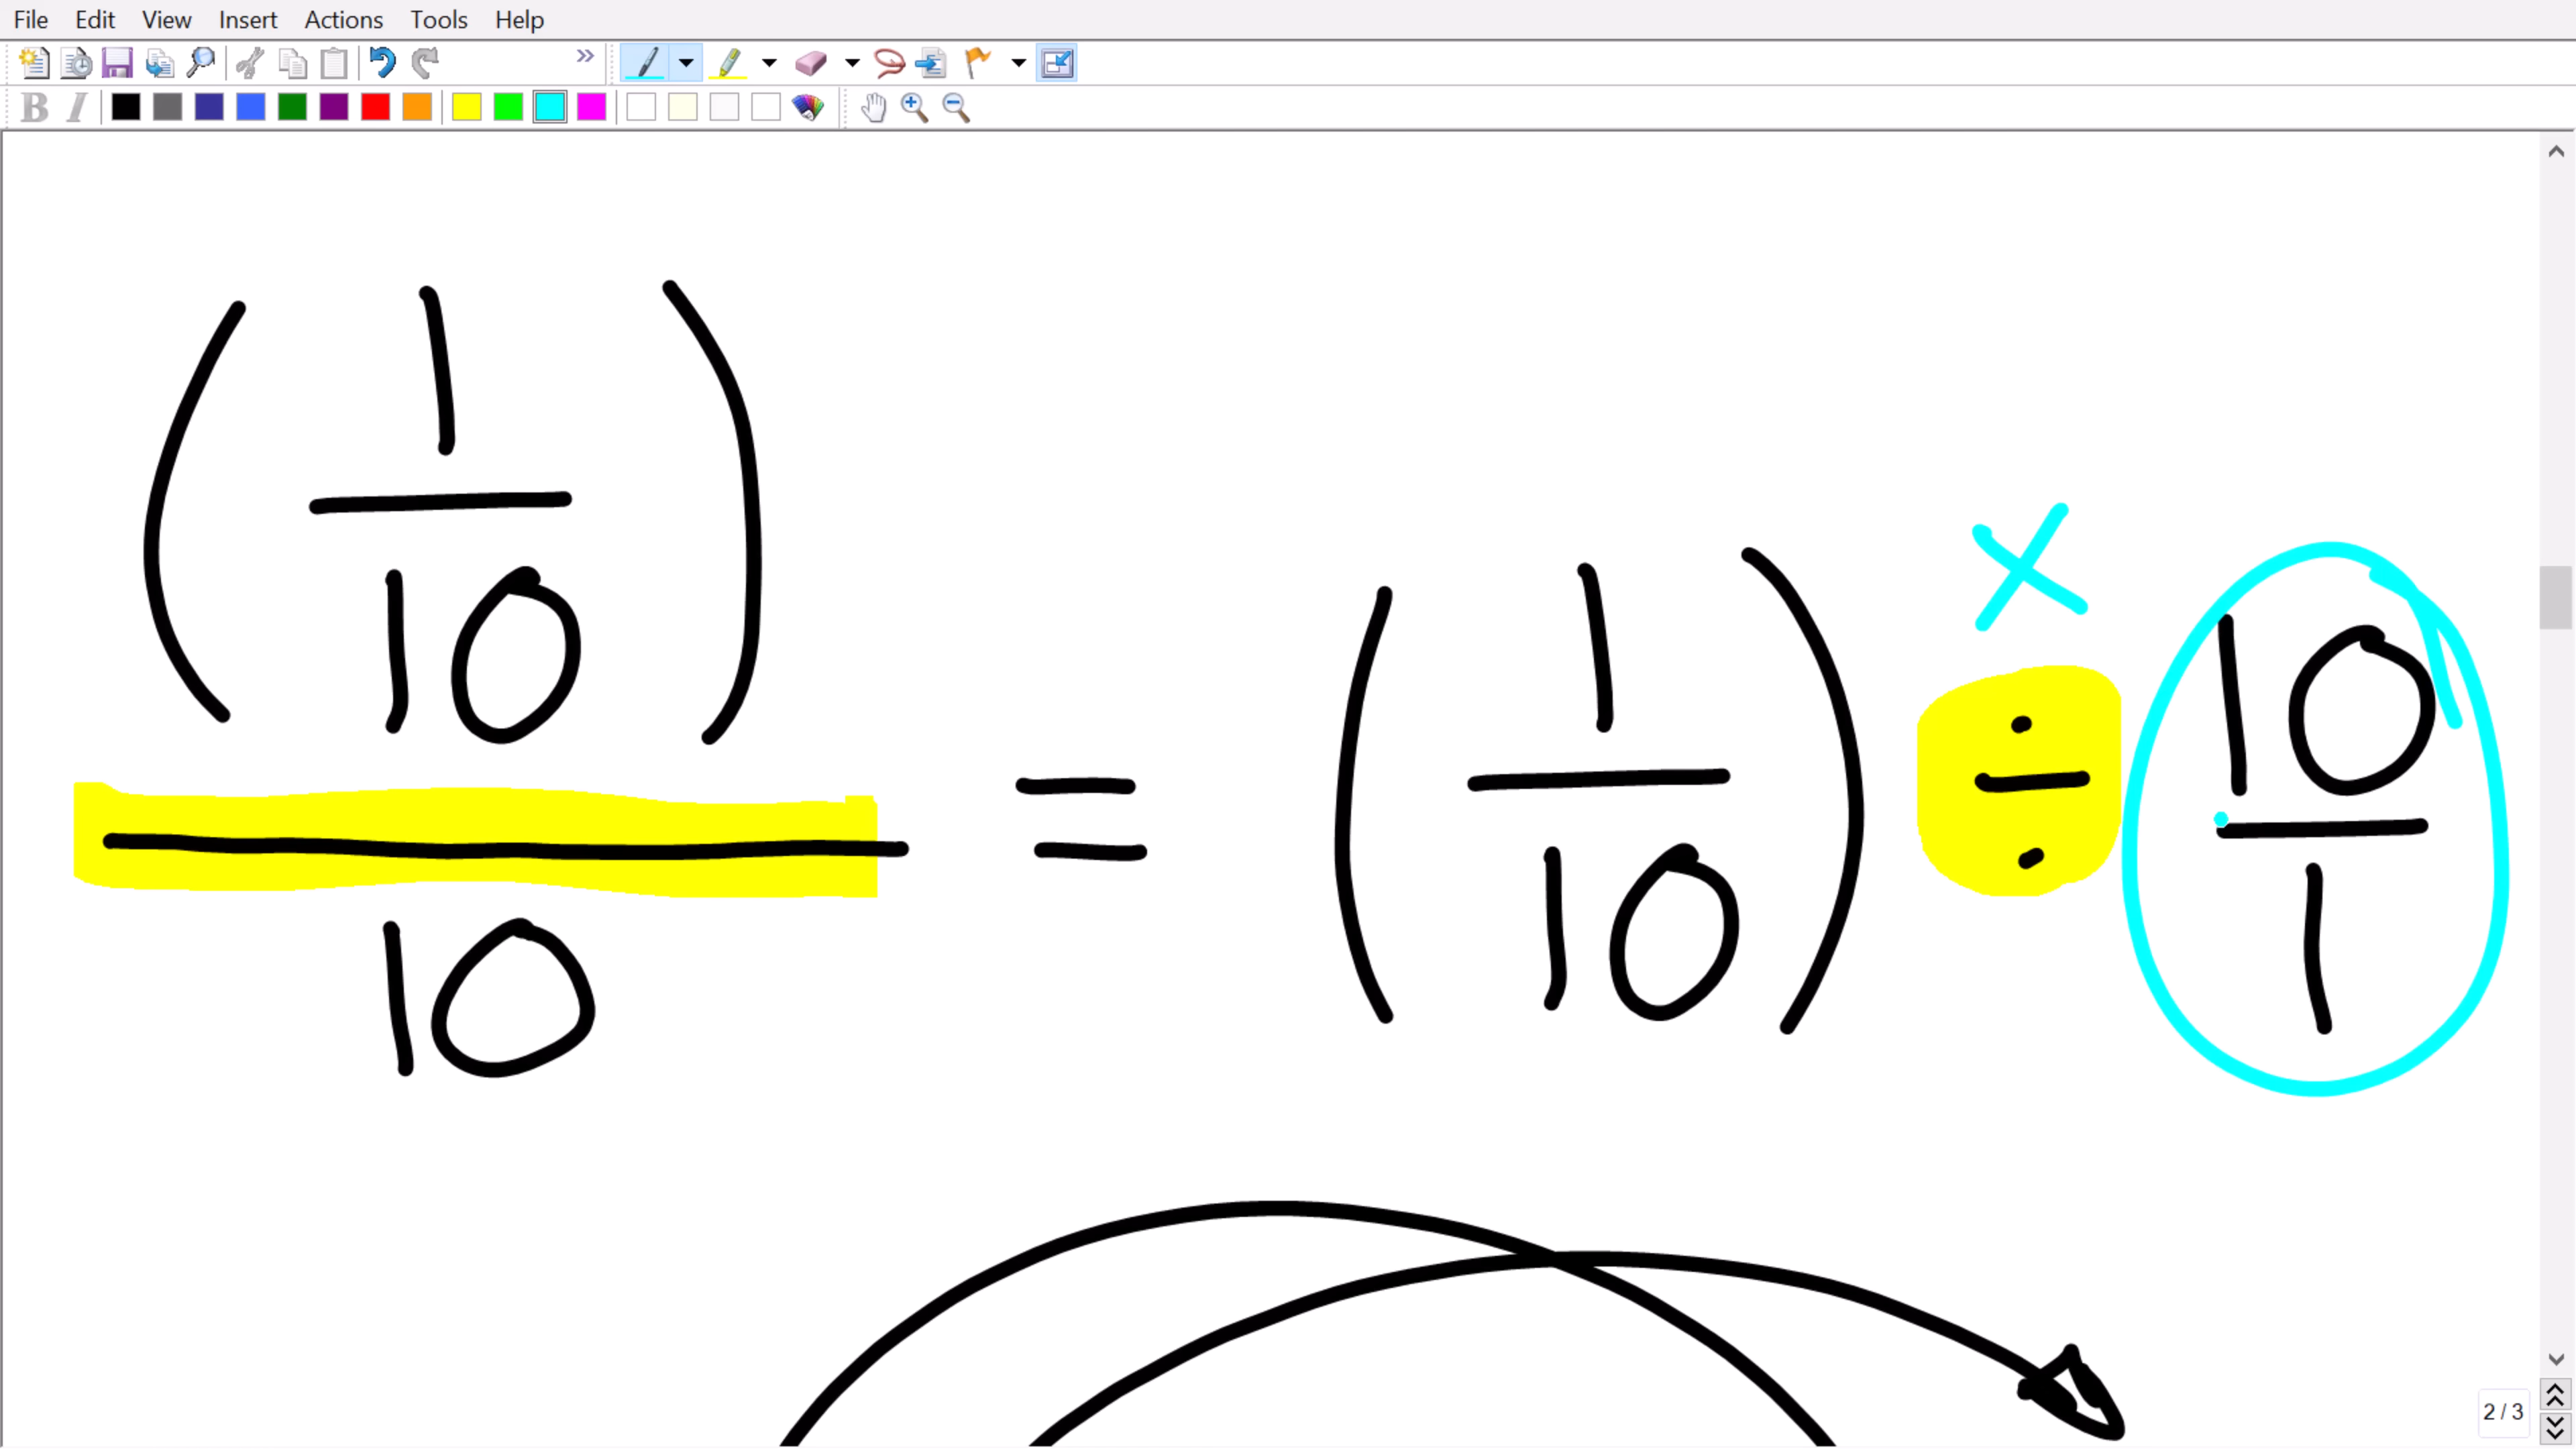 File Edit View Insert Actions Tools Help
B I
( 1/10 ) / 10 = ( 1/10 ) ÷ 10/1
×
2 / 3